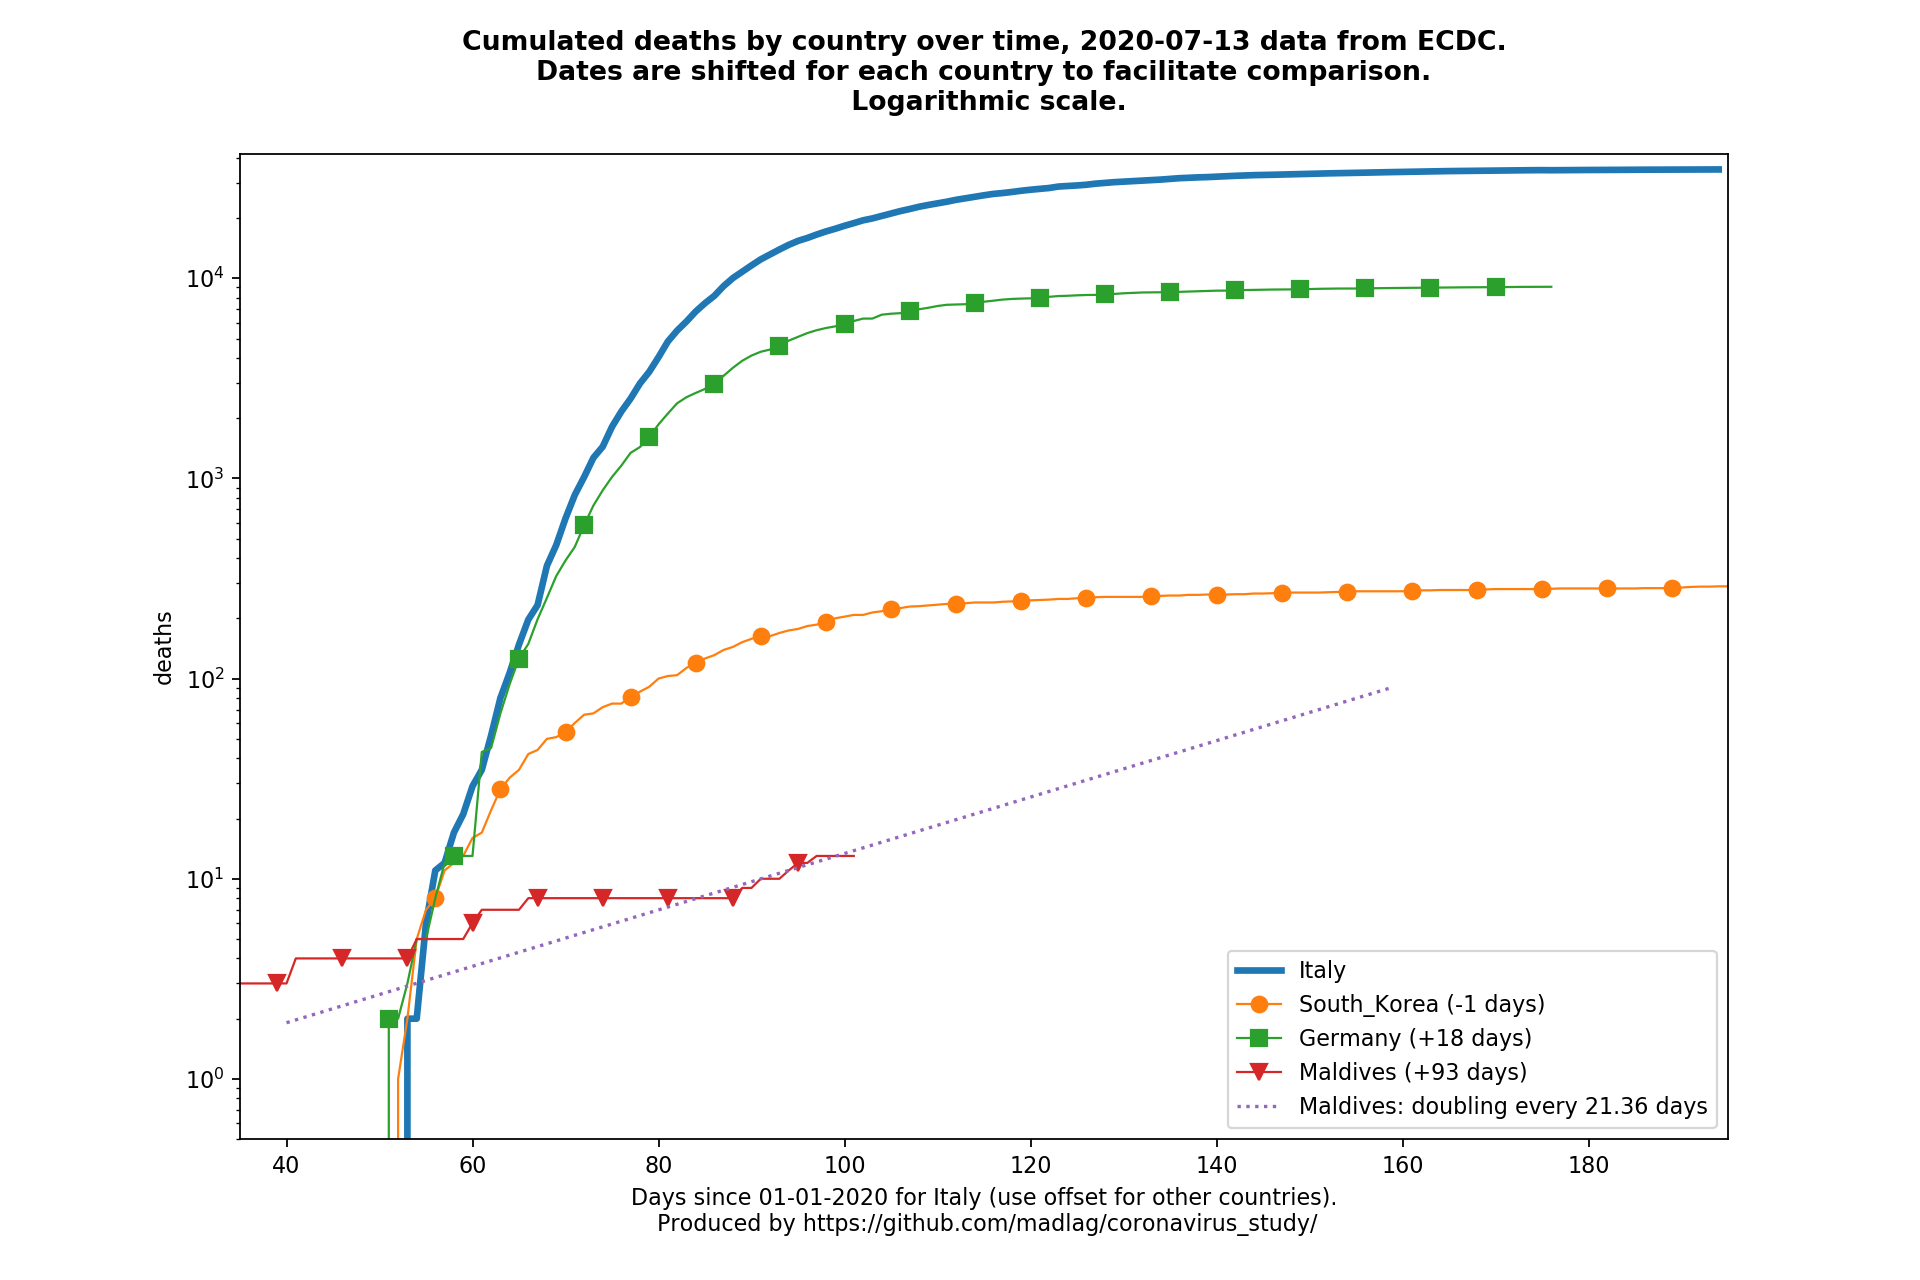 Cumulated deaths by country over time, 2020-07-13 data from ECDC.
Dates are shifted for each country to facilitate comparison.
Logarithmic scale.
deaths
10^4
10^3
10^2
10^1
10^0
40 60 80 100 120 140 160 180
Italy
South_Korea (-1 days)
Germany (+18 days)
Maldives (+93 days)
Maldives: doubling every 21.36 days
Days since 01-01-2020 for Italy (use offset for other countries).
Produced by https://github.com/madlag/coronavirus_study/